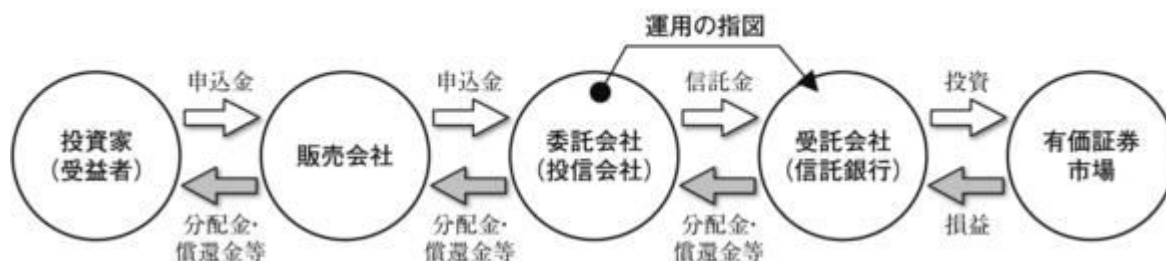 運用の指図
申込金
申込金
信託金
投資
投資家
(受益者)
販売会社
委託会社
(投信会社)
受託会社
(信託銀行)
有価証券
市場
分配金・
償還金等
分配金・
償還金等
分配金・
償還金等
損益